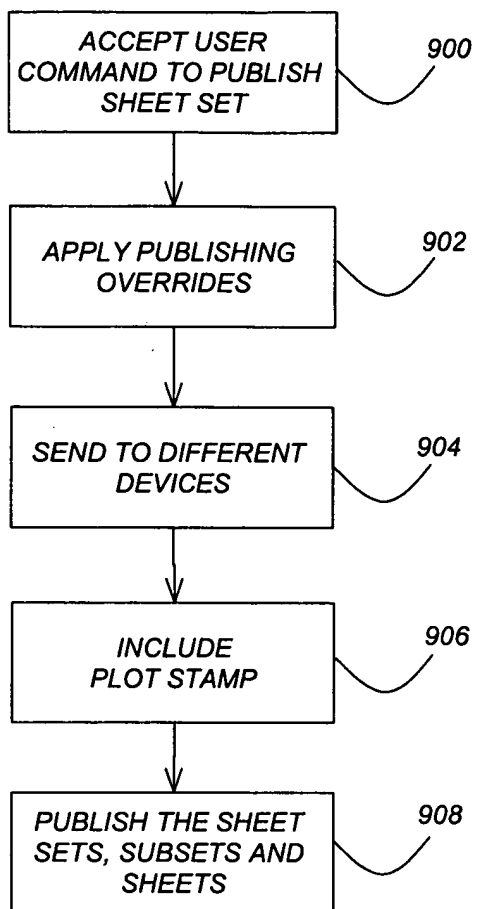 ACCEPT USER
COMMAND TO PUBLISH
SHEET SET
900
APPLY PUBLISHING
OVERRIDES
902
SEND TO DIFFERENT
DEVICES
904
INCLUDE
PLOT STAMP
906
PUBLISH THE SHEET
SETS, SUBSETS AND
SHEETS
908